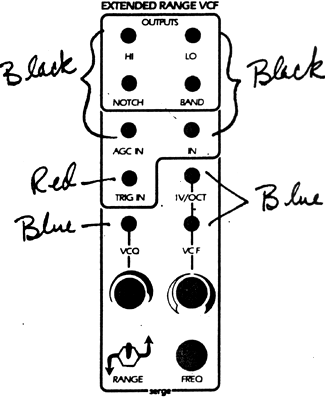 EXTENDED RANGE VCF
OUTPUTS
HI LO
Black Black
NOTCH BAND
AGC IN IN
Red
TRIG IN 1V/OCT
Blue
Blue
VCQ VCF
RANGE FREQ
serge